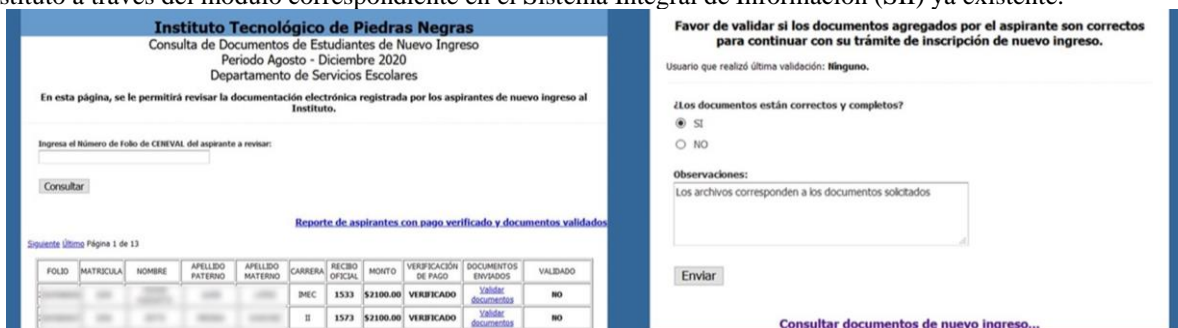 stituto a través del módulo correspondiente en el Sistema Integral de Información (SII) ya existente.
Instituto Tecnológico de Piedras Negras
Consulta de Documentos de Estudiantes de Nuevo Ingreso
Periodo Agosto - Diciembre 2020
Departamento de Servicios Escolares
En esta página, se le permitirá revisar la documentación electrónica registrada por los aspirantes de nuevo ingreso al
Instituto.
Ingresa el Número de Folio de CENEVAL del aspirante a revisar:
Consultar
Reporte de aspirantes con pago verificado y documentos validados
Siguiente Último Página 1 de 13
FOLIO MATRICULA NOMBRE APELLIDO PATERNO APELLIDO MATERNO CARRERA RECIBO OFICIAL MONTO VERIFICACIÓN DE PAGO DOCUMENTOS ENVIADOS VALIDADO
IMEC 1533 $2100.00 VERIFICADO Validar documentos NO
II 1573 $2100.00 VERIFICADO Validar documentos NO
Favor de validar si los documentos agregados por el aspirante son correctos
para continuar con su trámite de inscripción de nuevo ingreso.
Usuario que realizó última validación: Ninguno.
¿Los documentos están correctos y completos?
SI
NO
Observaciones:
Los archivos corresponden a los documentos solicitados
Enviar
Consultar documentos de nuevo ingreso...